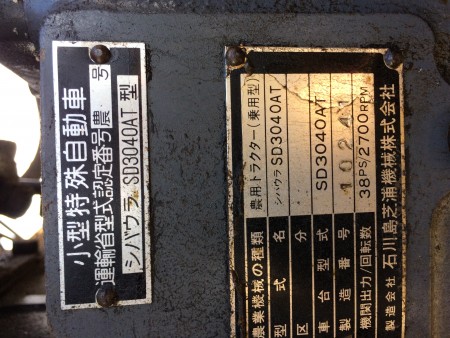 小型特殊自動車
運輸省型式認定番号農 号
シバウラ SD3040AT 型
農業機械の種類 農用トラクター(乗用型)
型式名 シバウラ SD3040AT
区分
車台型式 SD3040AT
製造番号 10241
機関出力/回転数 38PS/2700RPM
製造会社 石川島芝浦機械株式会社